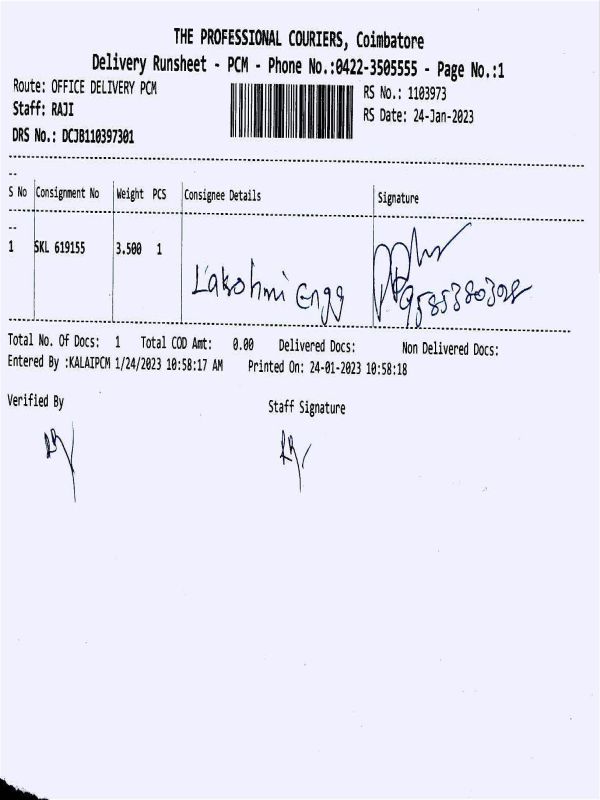 THE PROFESSIONAL COURIERS, Coimbatore
Delivery Runsheet - PCM - Phone No.:0422-3505555 - Page No.:1
Route: OFFICE DELIVERY PCM
RS No.: 1103973
Staff: RAJI
RS Date: 24-Jan-2023
DRS No.: DCJB110397301
S No Consignment No Weight PCS Consignee Details Signature
1 SKL 619155 3.500 1
Lakshmi Engg
Total No. Of Docs: 1 Total COD Amt: 0.00 Delivered Docs: Non Delivered Docs:
Entered By :KALAIPCM 1/24/2023 10:58:17 AM Printed On: 24-01-2023 10:58:18
Verified By Staff Signature